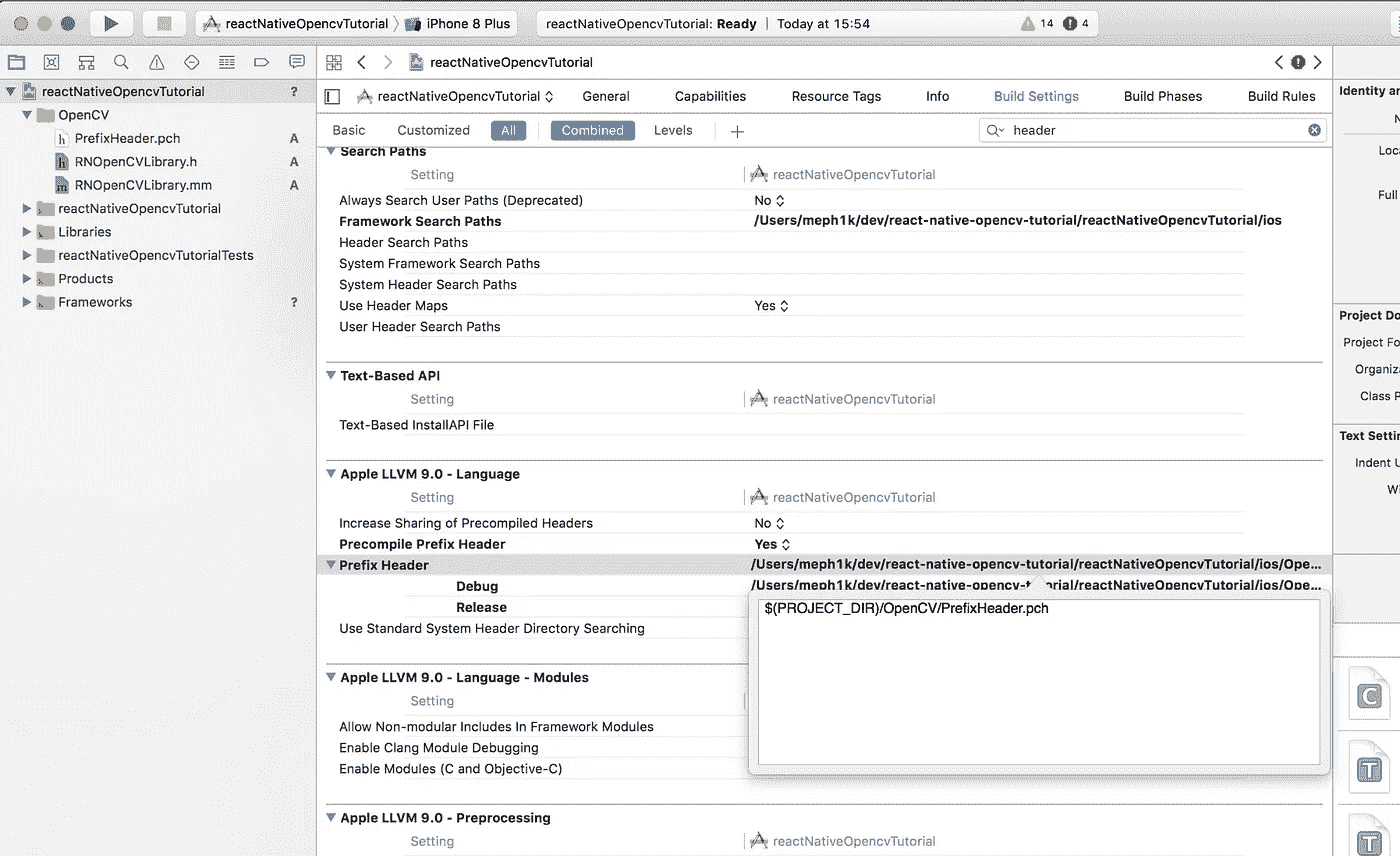 reactNativeOpencvTutorial iPhone 8 Plus reactNativeOpencvTutorial: Ready | Today at 15:54 14 4
reactNativeOpencvTutorial
reactNativeOpencvTutorial ?
OpenCV
PrefixHeader.pch A
RNOpenCVLibrary.h A
RNOpenCVLibrary.mm A
reactNativeOpencvTutorial
Libraries
reactNativeOpencvTutorialTests
Products
Frameworks ?
reactNativeOpencvTutorial General Capabilities Resource Tags Info Build Settings Build Phases Build Rules
Basic Customized All Combined Levels + header
Search Paths
Setting reactNativeOpencvTutorial
Always Search User Paths (Deprecated) No
Framework Search Paths /Users/meph1k/dev/react-native-opencv-tutorial/reactNativeOpencvTutorial/ios
Header Search Paths
System Framework Search Paths
System Header Search Paths
Use Header Maps Yes
User Header Search Paths
Text-Based API
Setting reactNativeOpencvTutorial
Text-Based InstallAPI File
Apple LLVM 9.0 - Language
Setting reactNativeOpencvTutorial
Increase Sharing of Precompiled Headers No
Precompile Prefix Header Yes
Prefix Header /Users/meph1k/dev/react-native-opencv-tutorial/reactNativeOpencvTutorial/ios/Ope...
Debug /Users/meph1k/dev/react-native-opencv-tutorial/reactNativeOpencvTutorial/ios/Ope...
Release
$(PROJECT_DIR)/OpenCV/PrefixHeader.pch
Use Standard System Header Directory Searching
Apple LLVM 9.0 - Language - Modules
Setting
Allow Non-modular Includes In Framework Modules
Enable Clang Module Debugging
Enable Modules (C and Objective-C)
Apple LLVM 9.0 - Preprocessing
Setting reactNativeOpencvTutorial
Identity an
N
Loca
Full
Project Do
Project Fo
Organiza
Class P
Text Settin
Indent U
Wi
C
T
T